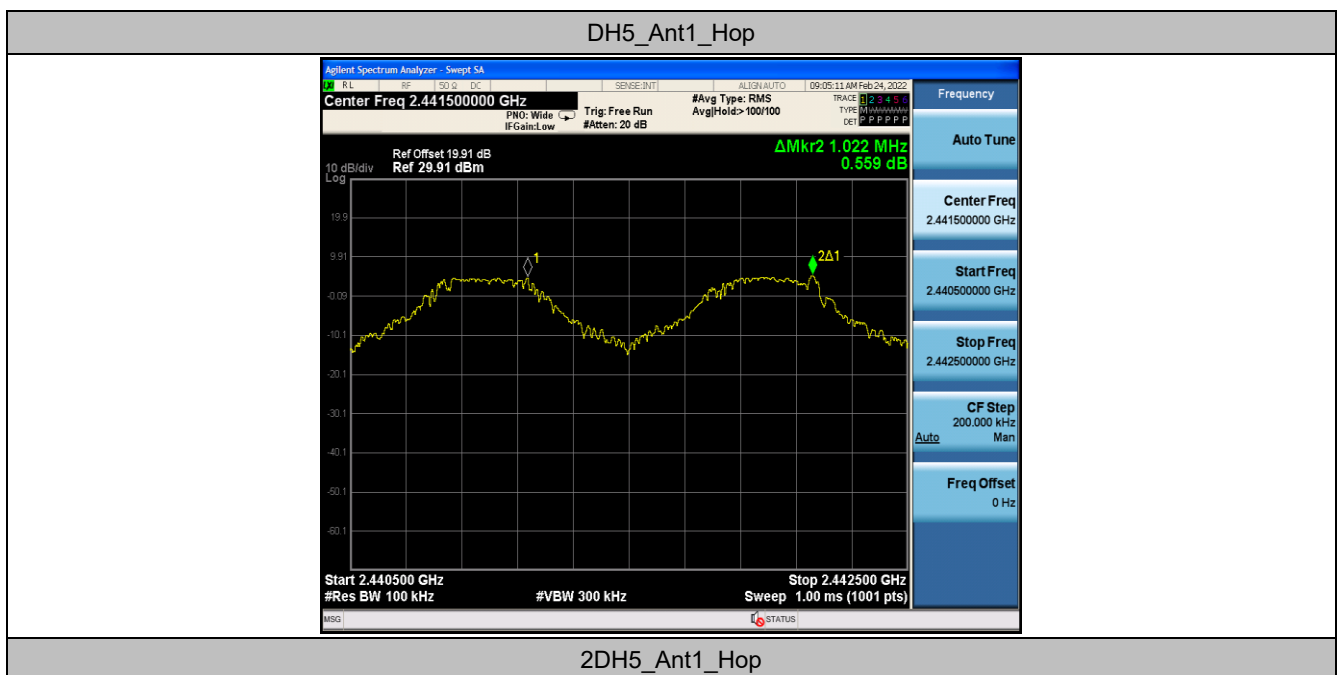 DH5_Ant1_Hop
Agilent Spectrum Analyzer - Swept SA
RL RF 50 Ω DC SENSE:INT ALIGN AUTO 09:05:11 AM Feb 24, 2022
Center Freq 2.441500000 GHz
PNO: Wide
IFGain:Low
Trig: Free Run
#Atten: 20 dB
#Avg Type: RMS
Avg|Hold:>100/100
TRACE 1 2 3 4 5 6
TYPE M
DET P P P P P P
Ref Offset 19.91 dB
10 dB/div Ref 29.91 dBm
Log
ΔMkr2 1.022 MHz
0.559 dB
19.9
9.91
-0.09
-10.1
-20.1
-30.1
-40.1
-50.1
-60.1
1
2Δ1
Start 2.440500 GHz Stop 2.442500 GHz
#Res BW 100 kHz #VBW 300 kHz Sweep 1.00 ms (1001 pts)
MSG STATUS
Frequency
Auto Tune
Center Freq
2.441500000 GHz
Start Freq
2.440500000 GHz
Stop Freq
2.442500000 GHz
CF Step
200.000 kHz
Auto Man
Freq Offset
0 Hz
2DH5_Ant1_Hop